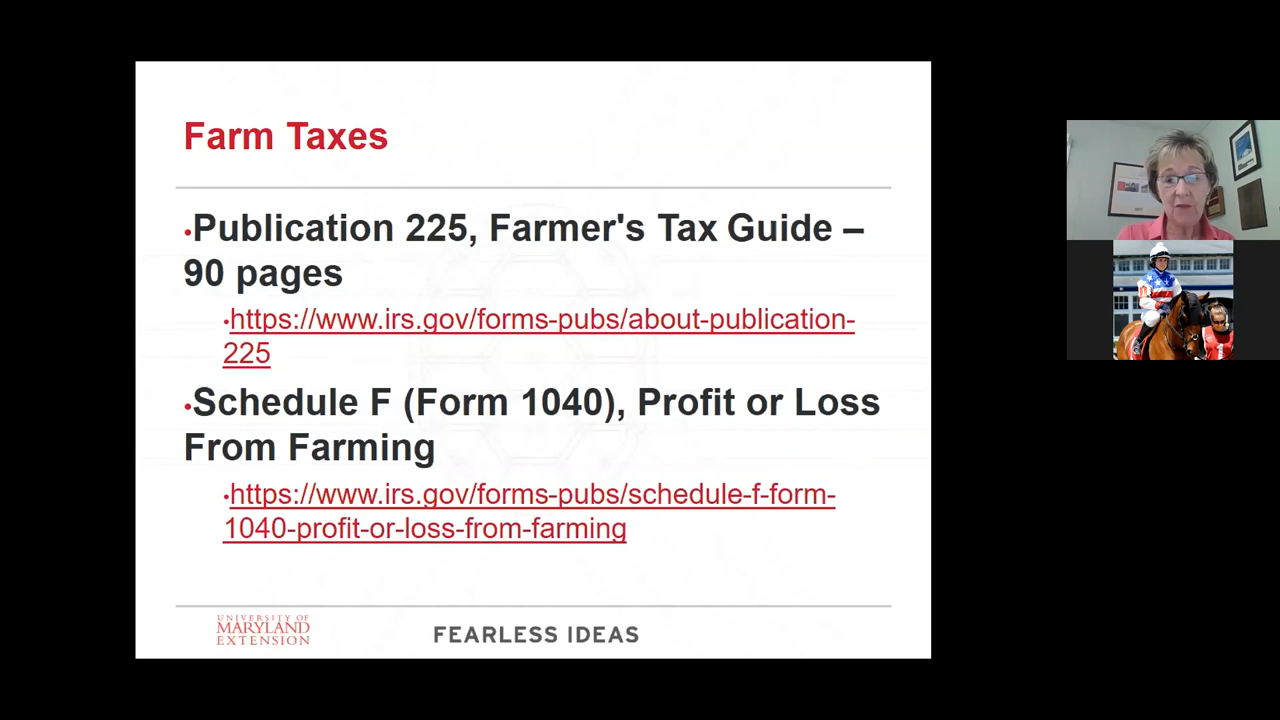 Farm Taxes
•Publication 225, Farmer's Tax Guide –
90 pages
•https://www.irs.gov/forms-pubs/about-publication-
225
•Schedule F (Form 1040), Profit or Loss
From Farming
•https://www.irs.gov/forms-pubs/schedule-f-form-
1040-profit-or-loss-from-farming
UNIVERSITY OF
MARYLAND
EXTENSION
FEARLESS IDEAS
1